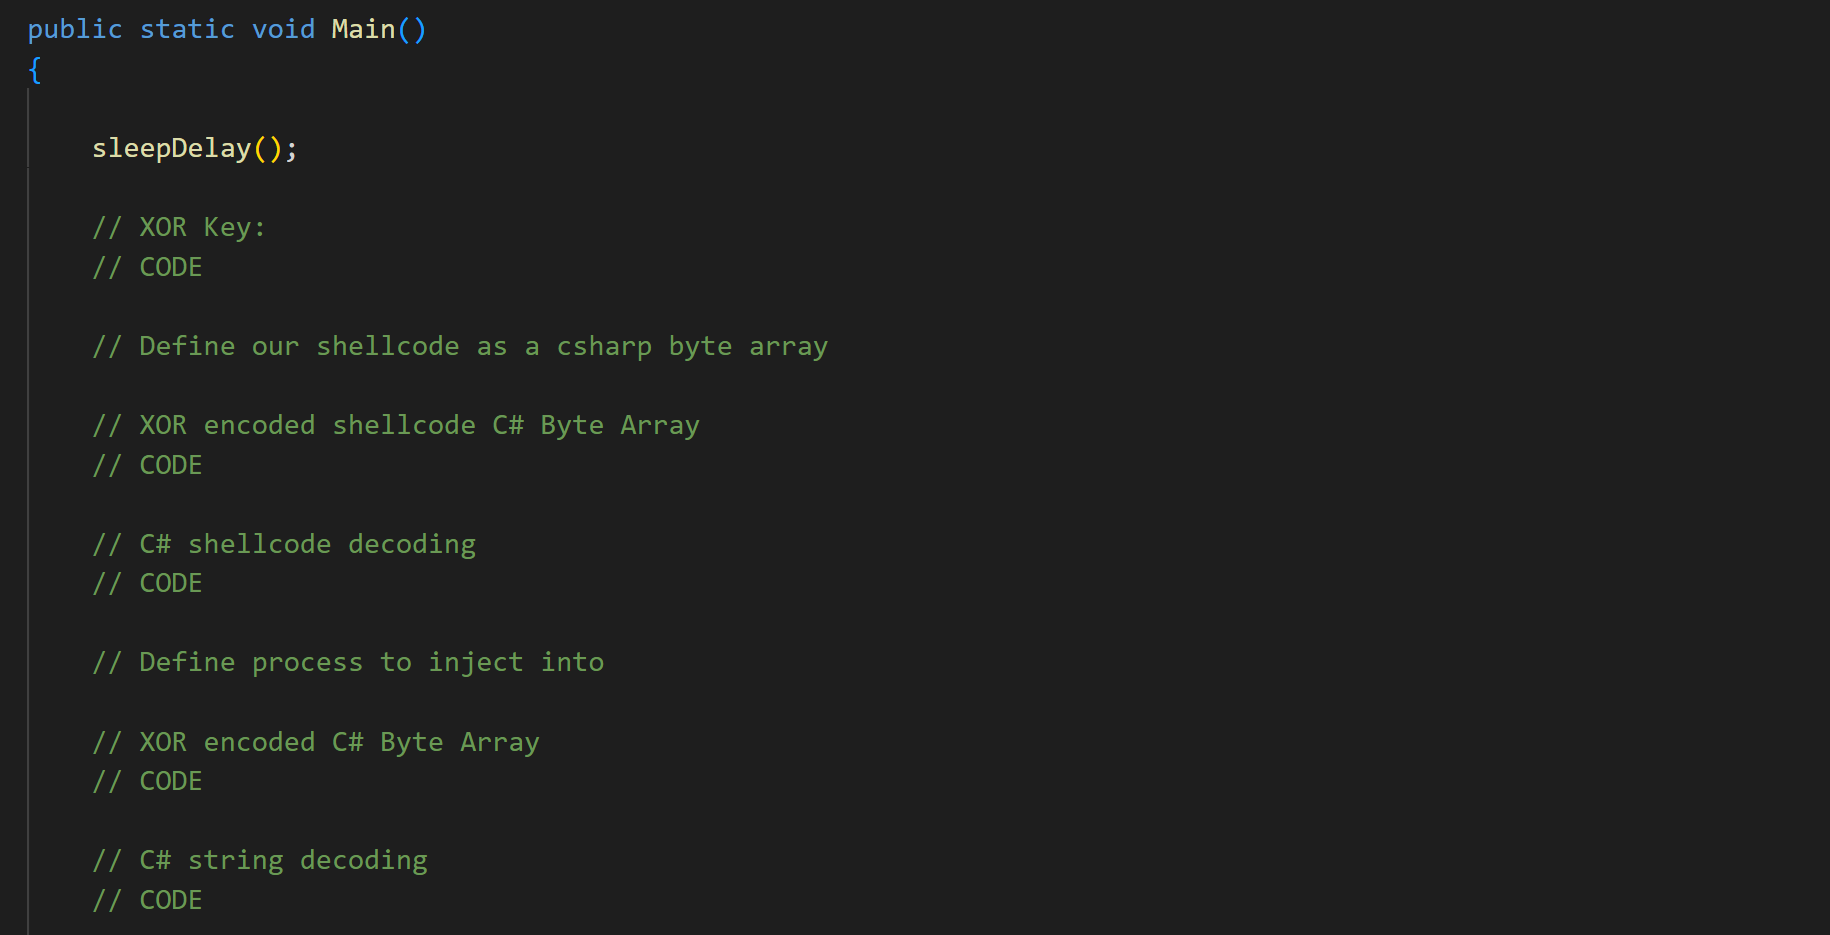 public static void Main()
{
sleepDelay();
// XOR Key:
// CODE
// Define our shellcode as a csharp byte array
// XOR encoded shellcode C# Byte Array
// CODE
// C# shellcode decoding
// CODE
// Define process to inject into
// XOR encoded C# Byte Array
// CODE
// C# string decoding
// CODE